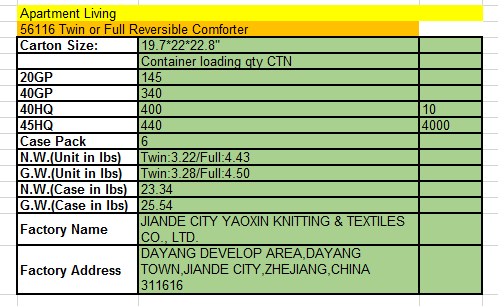 Apartment Living
56116 Twin or Full Reversible Comforter
Carton Size: 19.7*22*22.8"
Container loading qty CTN
20GP 145
40GP 340
40HQ 400 10
45HQ 440 4000
Case Pack 6
N.W.(Unit in lbs) Twin:3.22/Full:4.43
G.W.(Unit in lbs) Twin:3.28/Full:4.50
N.W.(Case in lbs) 23.34
G.W.(Case in lbs) 25.54
Factory Name JIANDE CITY YAOXIN KNITTING & TEXTILES
CO., LTD.
Factory Address DAYANG DEVELOP AREA,DAYANG
TOWN,JIANDE CITY,ZHEJIANG,CHINA
311616